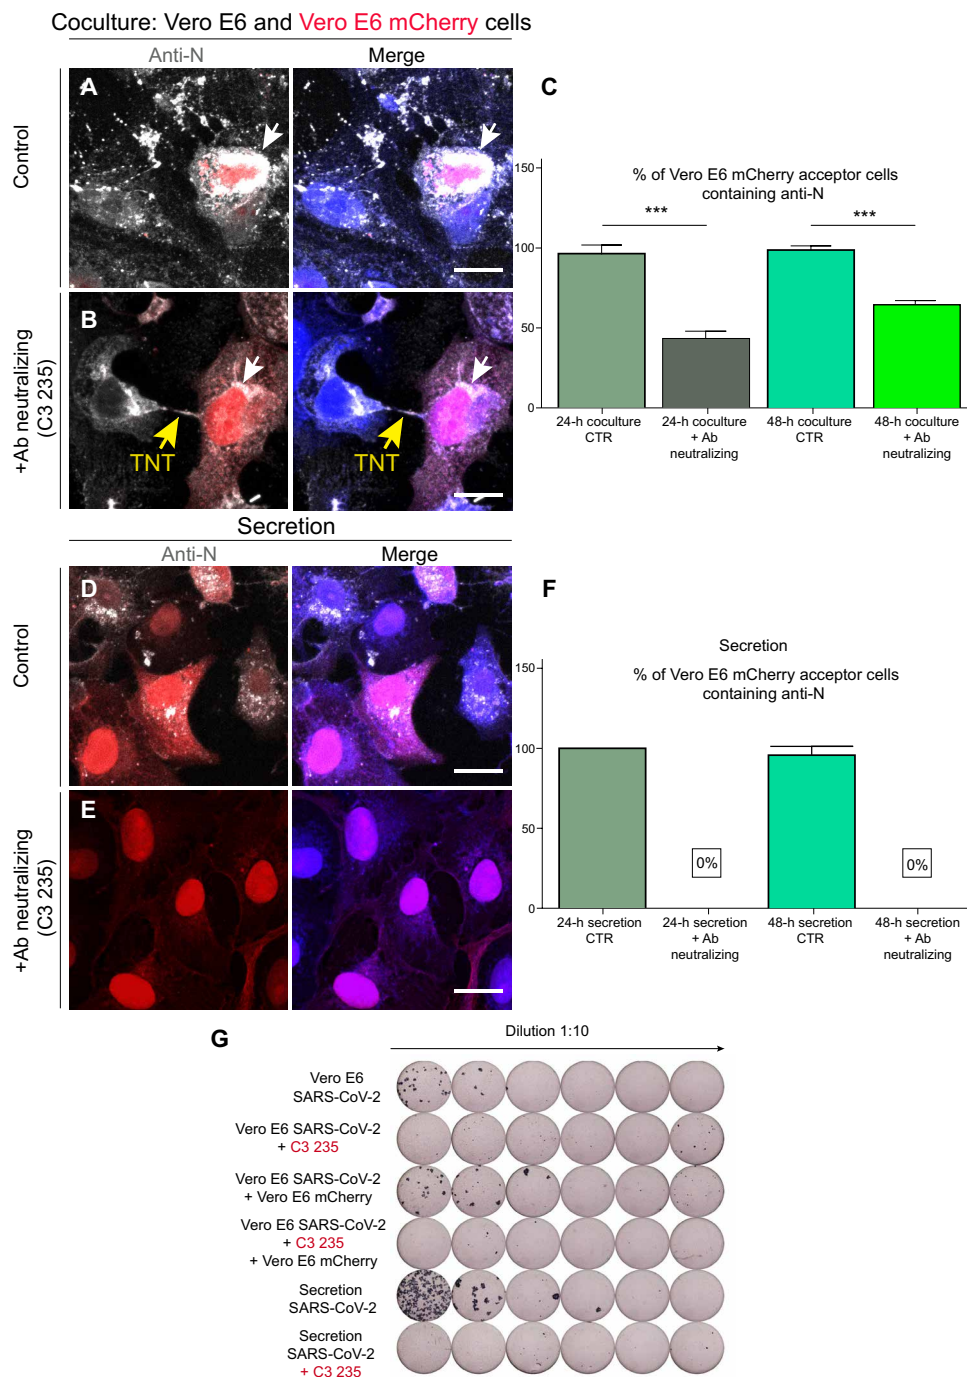 Coculture: Vero E6 and Vero E6 mCherry cells
Anti-N
Merge
Control
A
+Ab neutralizing
(C3 235)
B
TNT
TNT
C
% of Vero E6 mCherry acceptor cells
containing anti-N
***
***
150
100
50
0
24-h coculture
CTR
24-h coculture
+ Ab
neutralizing
48-h coculture
CTR
48-h coculture
+ Ab
neutralizing
Secretion
Anti-N
Merge
Control
D
+Ab neutralizing
(C3 235)
E
F
Secretion
% of Vero E6 mCherry acceptor cells
containing anti-N
150
100
50
0
0%
0%
24-h secretion
CTR
24-h secretion
+ Ab
neutralizing
48-h secretion
CTR
48-h secretion
+ Ab
neutralizing
G
Dilution 1:10
Vero E6
SARS-CoV-2
Vero E6 SARS-CoV-2
+ C3 235
Vero E6 SARS-CoV-2
+ Vero E6 mCherry
Vero E6 SARS-CoV-2
+ C3 235
+ Vero E6 mCherry
Secretion
SARS-CoV-2
Secretion
SARS-CoV-2
+ C3 235